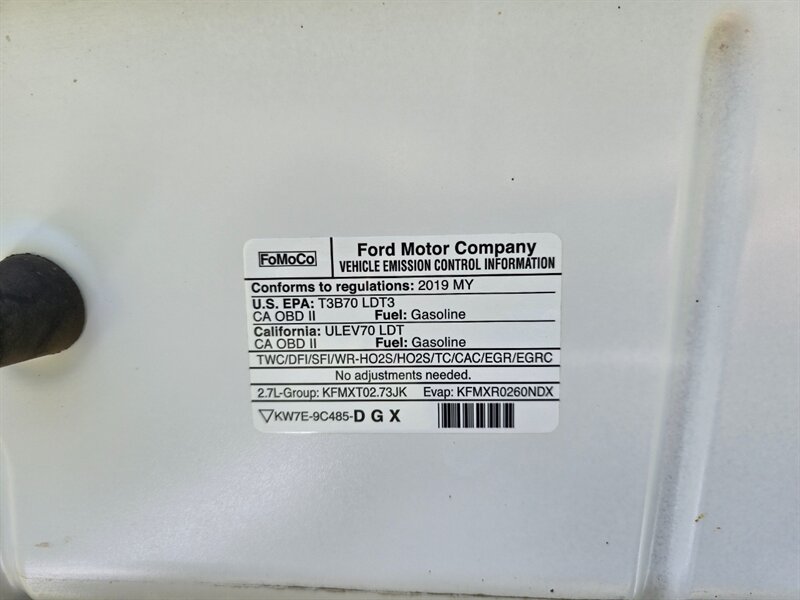 FoMoCo
Ford Motor Company
VEHICLE EMISSION CONTROL INFORMATION
Conforms to regulations: 2019 MY
U.S. EPA: T3B70 LDT3
CA OBD II Fuel: Gasoline
California: ULEV70 LDT
CA OBD II Fuel: Gasoline
TWC/DFI/SFI/WR-HO2S/HO2S/TC/CAC/EGR/EGRC
No adjustments needed.
2.7L-Group: KFMXT02.73JK Evap: KFMXR0260NDX
KW7E-9C485-D G X